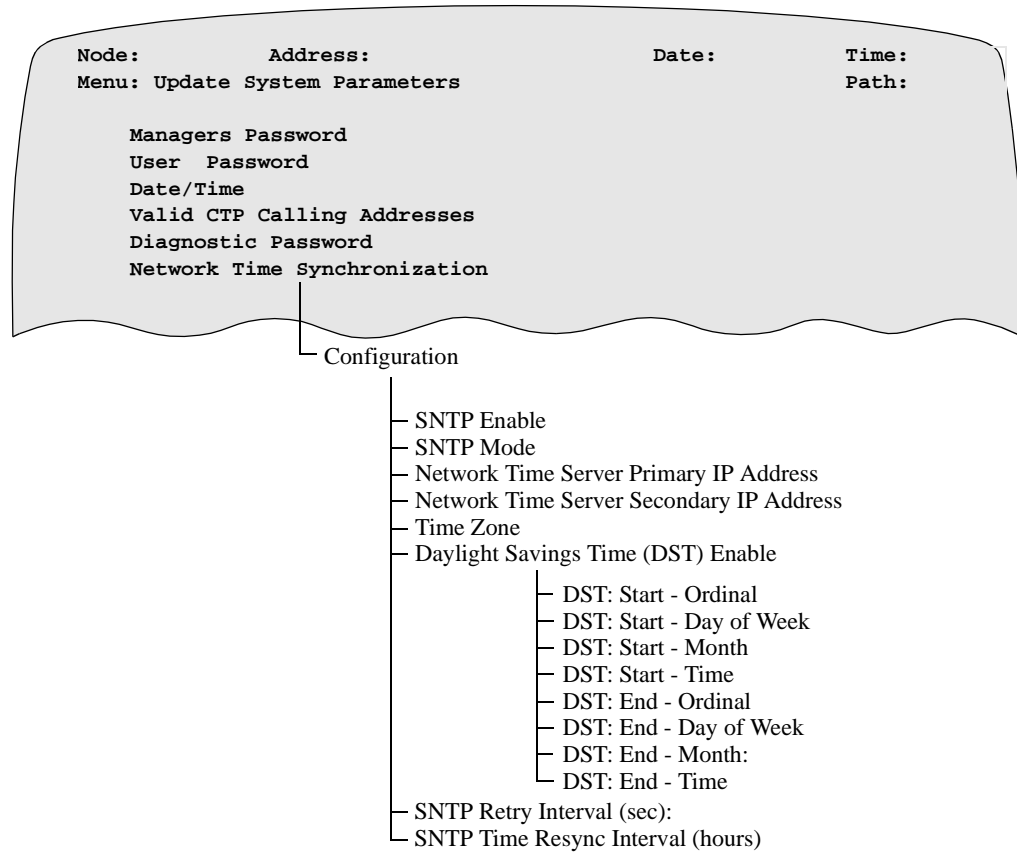 Node: Address: Date: Time:
Menu: Update System Parameters Path:
Managers Password
User Password
Date/Time
Valid CTP Calling Addresses
Diagnostic Password
Network Time Synchronization
Configuration
SNTP Enable
SNTP Mode
Network Time Server Primary IP Address
Network Time Server Secondary IP Address
Time Zone
Daylight Savings Time (DST) Enable
DST: Start - Ordinal
DST: Start - Day of Week
DST: Start - Month
DST: Start - Time
DST: End - Ordinal
DST: End - Day of Week
DST: End - Month:
DST: End - Time
SNTP Retry Interval (sec):
SNTP Time Resync Interval (hours)